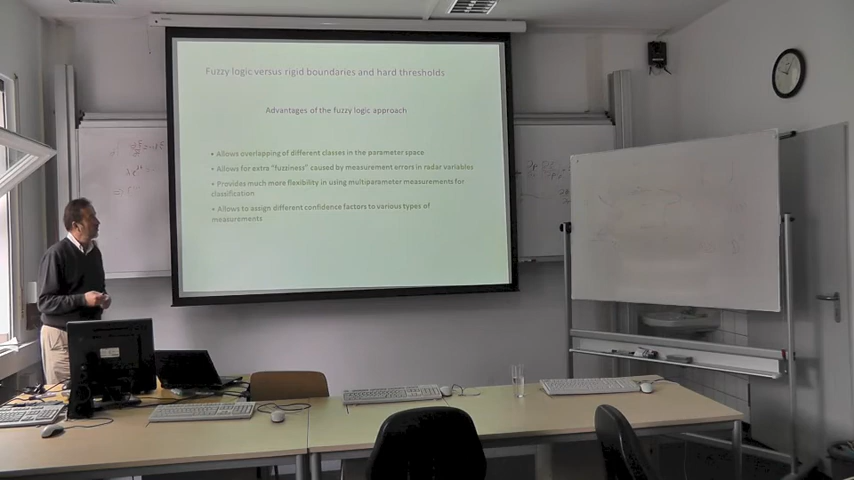 Fuzzy logic versus rigid boundaries and hard thresholds
Advantages of the fuzzy logic approach
• Allows overlapping of different classes in the parameter space
• Allows for extra "fuzziness" caused by measurement errors in radar variables
• Provides much more flexibility in using multiparameter measurements for
classification
• Allows to assign different confidence factors to various types of
measurements